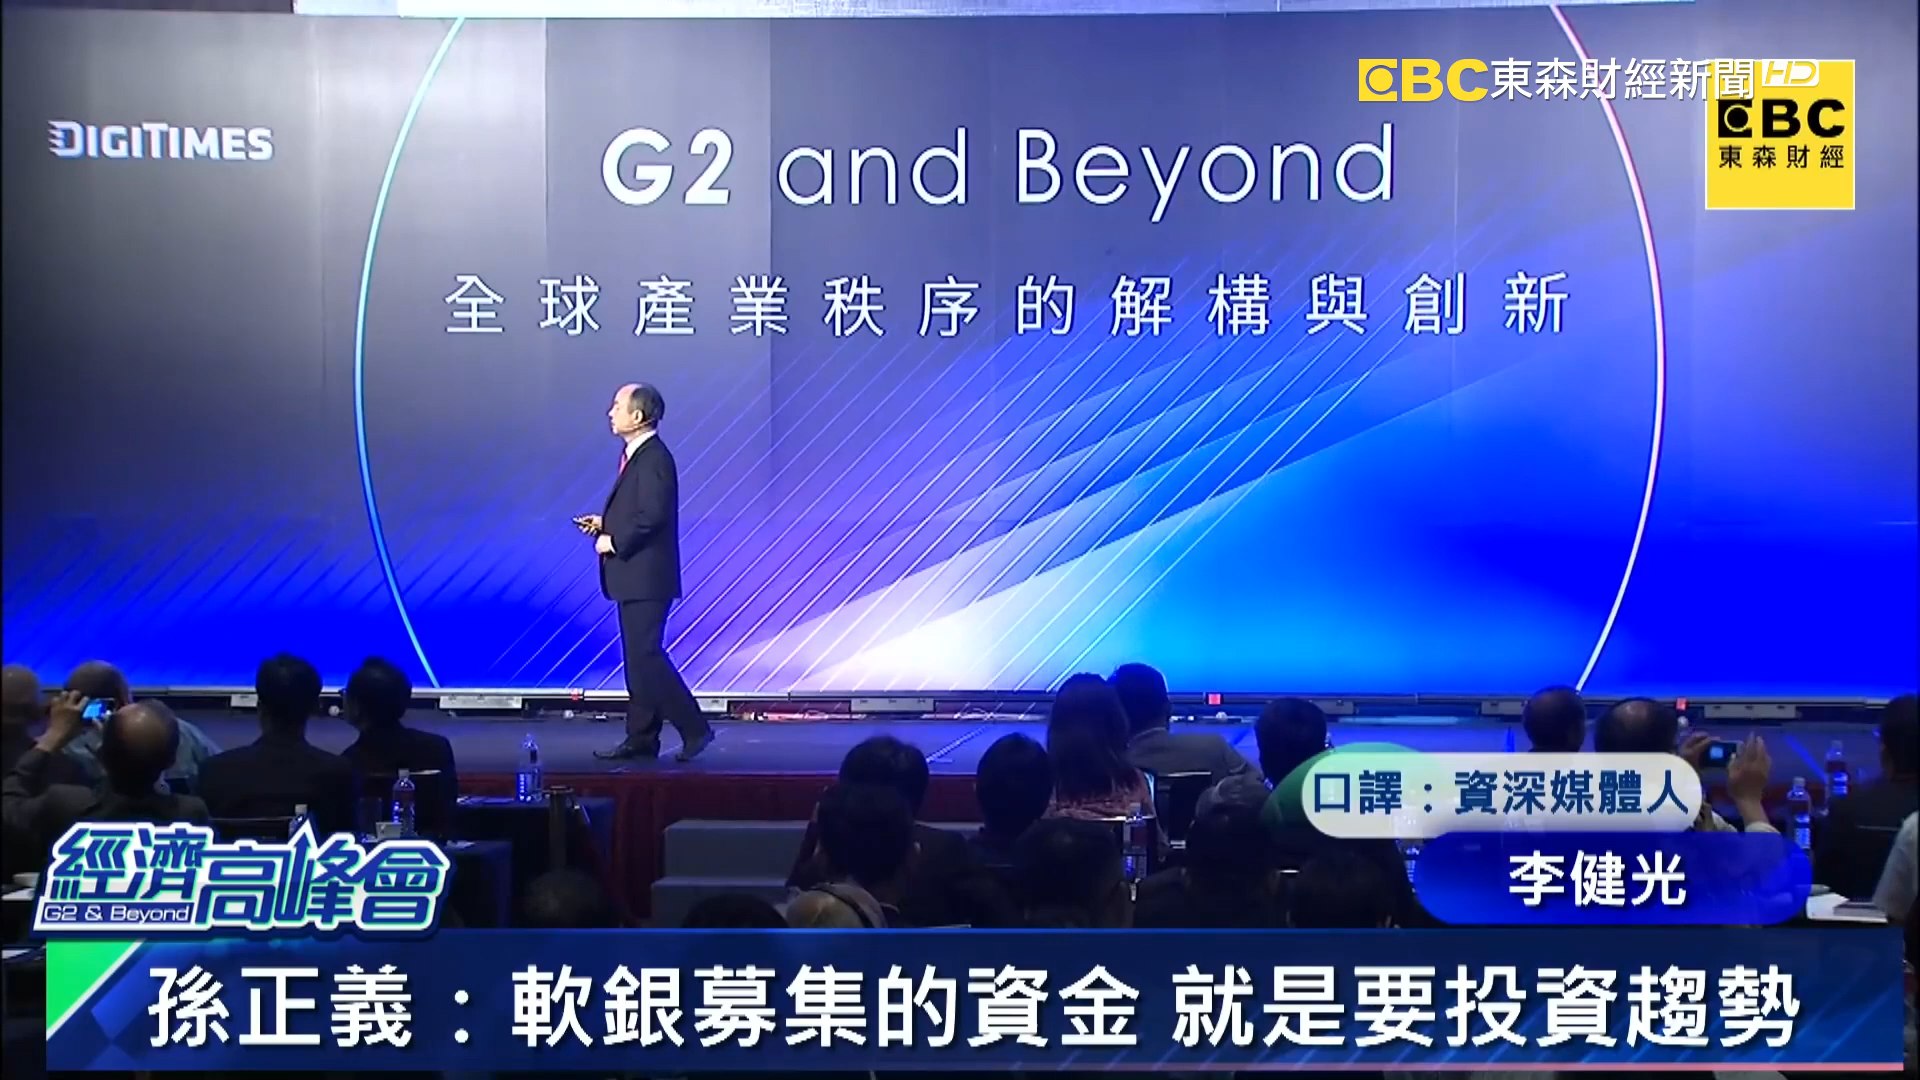 EBC東森財經新聞 HD
EBC
東森財經
DIGITIMES
G2 and Beyond
全球產業秩序的解構與創新
口譯：資深媒體人
李健光
經濟高峰會
G2 & Beyond
孫正義：軟銀募集的資金 就是要投資趨勢